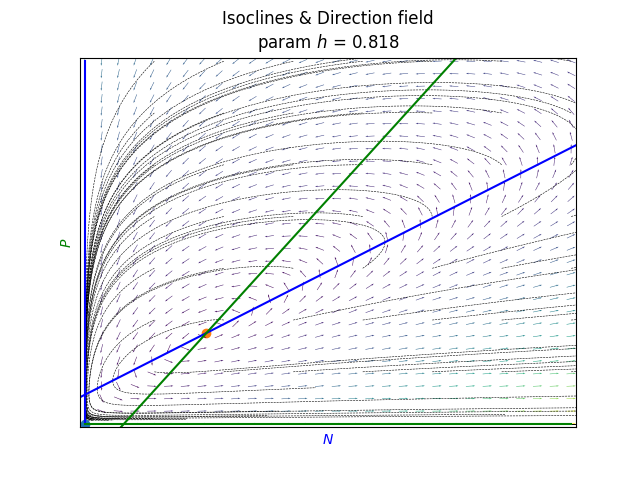 Isoclines & Direction field
param h = 0.818
P
N